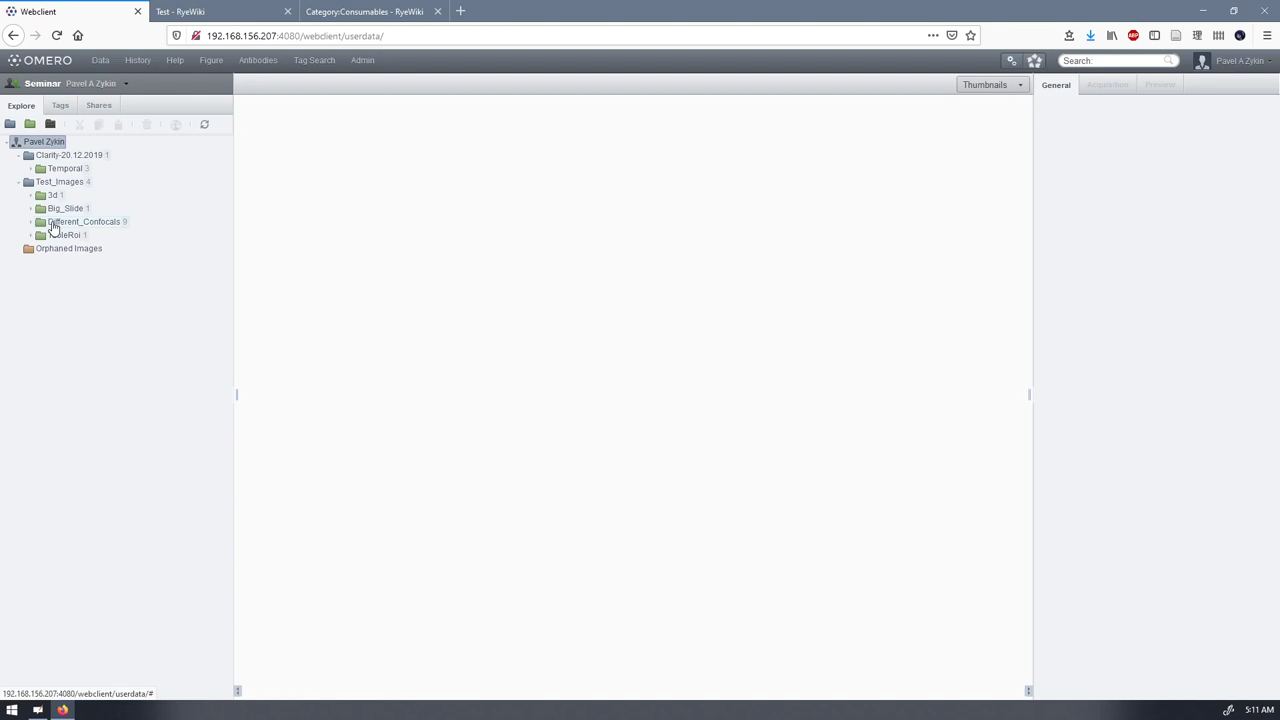 Webclient
Test - RyeWiki
Category:Consumables - RyeWiki
192.168.156.207:4080/webclient/userdata/
OMERO
Data
History
Help
Figure
Antibodies
Tag Search
Admin
Search:
Pavel A Zykin
Seminar Pavel A Zykin
Thumbnails
General
Acquisition
Preview
Explore
Tags
Shares
Pavel Zykin
Clarity-20.12.2019 1
Temporal 3
Test_Images 4
3d 1
Big_Slide 1
Different_Confocals 9
1
Orphaned Images
192.168.156.207:4080/webclient/userdata/#
5:11 AM